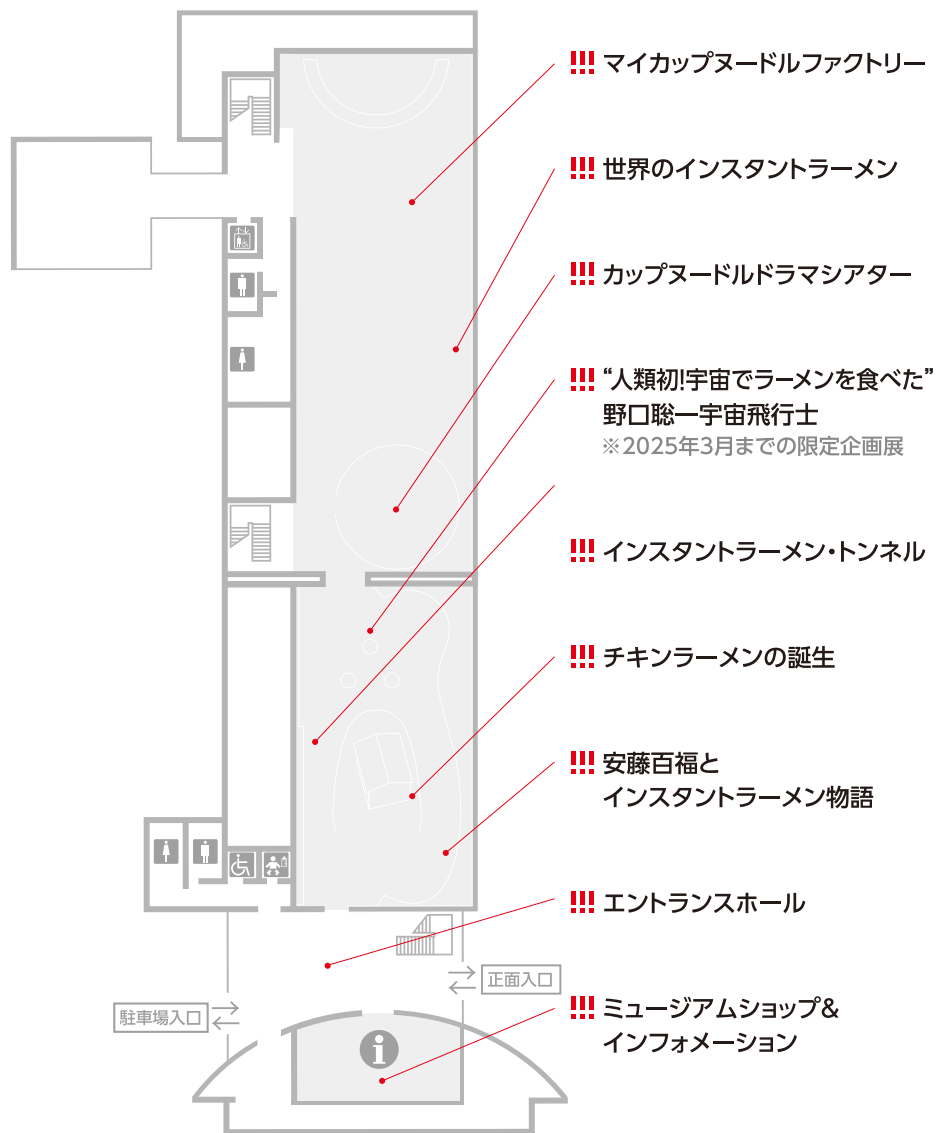 !!! マイカップヌードルファクトリー
!!! 世界のインスタントラーメン
!!! カップヌードルドラマシアター
!!! “人類初!宇宙でラーメンを食べた”
野口聡一宇宙飛行士
※2025年3月までの限定企画展
!!! インスタントラーメン・トンネル
!!! チキンラーメンの誕生
!!! 安藤百福と
インスタントラーメン物語
!!! エントランスホール
正面入口
駐車場入口
!!! ミュージアムショップ&
インフォメーション
i